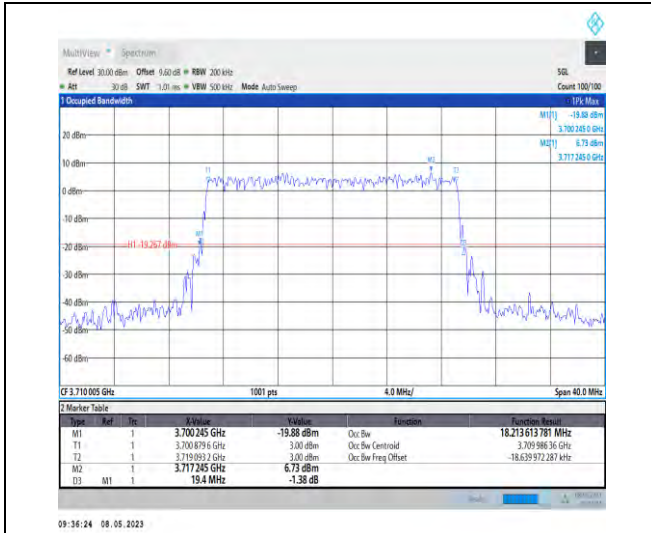 MultiView Spectrum
Ref Level 30.00 dBm Offset 9.60 dB RBW 200 kHz SGL
Att 30 dB SWT 1.01 ms VBW 500 kHz Mode Auto Sweep Count 100/100
1 Occupied Bandwidth 1Pk Max
M1[1] -19.88 dBm
3.700 245 0 GHz
M2[1] 6.73 dBm
3.717 245 0 GHz
20 dBm
10 dBm
M2
T1 T2
0 dBm
-10 dBm
M1
-20 dBm
H1 -19.267 dBm
-30 dBm
-40 dBm
-50 dBm
-60 dBm
CF 3.710 005 GHz 1001 pts 4.0 MHz/ Span 40.0 MHz
2 Marker Table
Type Ref Trc X-Value Y-Value Function Function Result
M1 1 3.700 245 GHz -19.88 dBm Occ Bw 18.213 613 781 MHz
T1 1 3.700 879 6 GHz 3.00 dBm Occ Bw Centroid 3.709 986 36 GHz
T2 1 3.719 093 2 GHz 3.00 dBm Occ Bw Freq Offset -18.639 972 287 kHz
M2 1 3.717 245 GHz 6.73 dBm
D3 M1 1 19.4 MHz -1.38 dB
09:36:24 08.05.2023